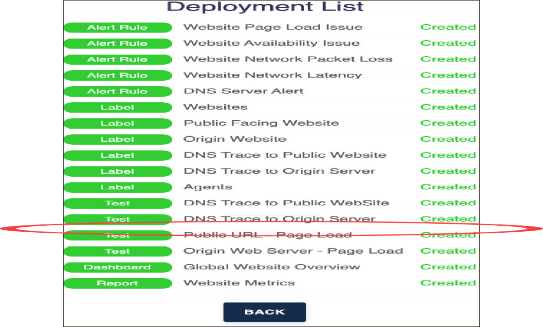 Deployment List
Alert Rule Website Page Load Issue Created
Alert Rule Website Availability Issue Created
Alert Rule Website Network Packet Loss Created
Alert Rule Website Network Latency Created
Alert Rule DNS Server Alert Created
Label Websites Created
Label Public Facing Website Created
Label Origin Website Created
Label DNS Trace to Public Website Created
Label DNS Trace to Origin Server Created
Label Agents Created
Test DNS Trace to Public WebSite Created
Test DNS Trace to Origin Server Created
Test Public URL - Page Load Created
Test Origin Web Server - Page Load Created
Dashboard Global Website Overview Created
Report Website Metrics Created
BACK